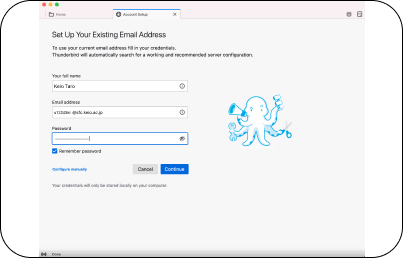 Home
Account Setup
Set Up Your Existing Email Address
To use your current email address fill in your credentials.
Thunderbird will automatically search for a working and recommended server configuration.
Your full name
Keio Taro
Email address
@sfc.keio.ac.jp
Password
Remember password
Configure manually
Cancel
Continue
Your credentials will only be stored locally on your computer.